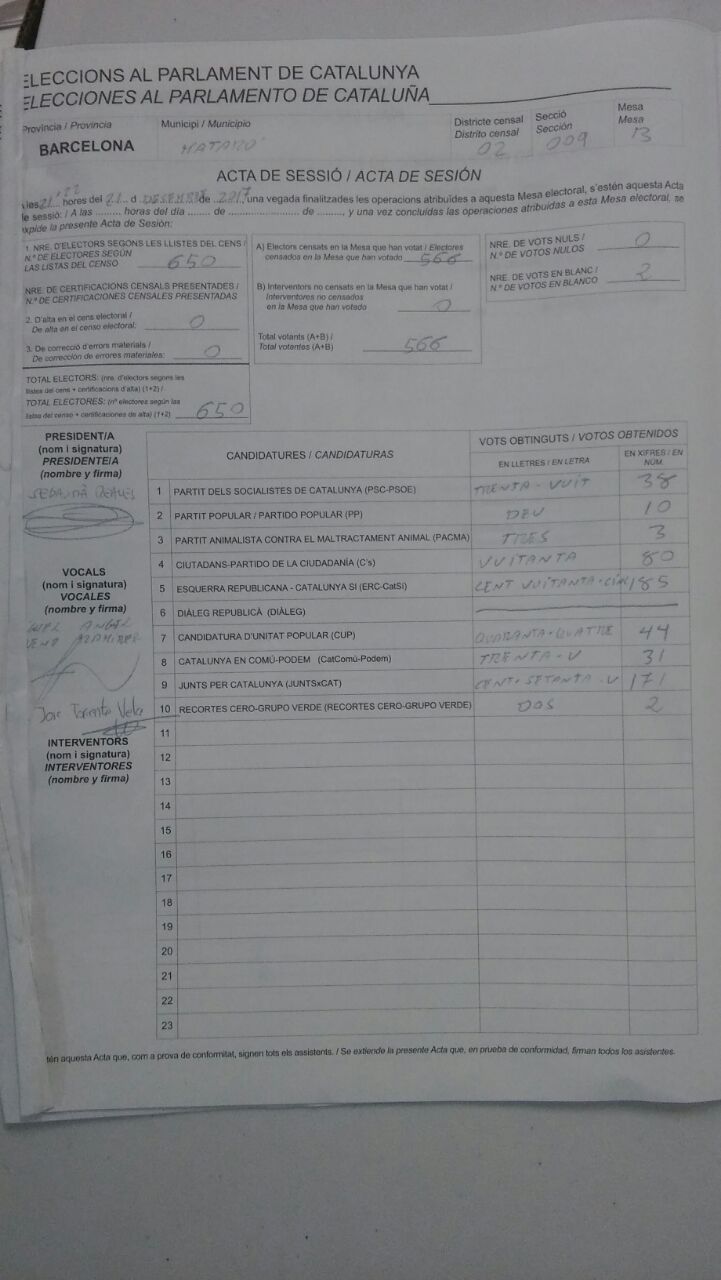 ELECCIONS AL PARLAMENT DE CATALUNYA
ELECCIONES AL PARLAMENTO DE CATALUÑA
Província / Provincia
BARCELONA
Municipi / Municipio
MATARÓ
Districte censal
Distrito censal
02
Secció
Sección
009
Mesa
Mesa
B
ACTA DE SESSIÓ / ACTA DE SESIÓN
les 21 hores del 21 d DESEMBRE de 2017, una vegada finalitzades les operacions atribuïdes a aquesta Mesa electoral, s'estén aquesta Acta
de sessió: / A las ......... horas del día ....... de ........................ de ........, y una vez concluidas las operaciones atribuidas a esta Mesa electoral, se
expide la presente Acta de Sesión:
1. NRE. D'ELECTORS SEGONS LES LLISTES DEL CENS /
N.º DE ELECTORES SEGÚN
LAS LISTAS DEL CENSO 650
NRE. DE CERTIFICACIONS CENSALS PRESENTADES /
N.º DE CERTIFICACIONES CENSALES PRESENTADAS
2. D'alta en el cens electoral /
De alta en el censo electoral: 0
3. De correcció d'errors materials /
De corrección de errores materiales: 0
TOTAL ELECTORS: (nre. d'electors segons les
llistes del cens + certificacions d'alta) (1+2) /
TOTAL ELECTORES: (nº electores según las
listas del censo + certificaciones de alta) (1+2) 650
A) Electors censats en la Mesa que han votat / Electores
censados en la Mesa que han votado 566
B) Interventors no censats en la Mesa que han votat /
Interventores no censados
en la Mesa que han votado 0
Total votants (A+B) /
Total votantes (A+B) 566
NRE. DE VOTS NULS /
N.º DE VOTOS NULOS 0
NRE. DE VOTS EN BLANC /
N.º DE VOTOS EN BLANCO 2
PRESIDENT/A
(nom i signatura)
PRESIDENTE/A
(nombre y firma)
VOCALS
(nom i signatura)
VOCALES
(nombre y firma)
ANGEL
Jose Torrento Vela
INTERVENTORS
(nom i signatura)
INTERVENTORES
(nombre y firma)
CANDIDATURES / CANDIDATURAS
VOTS OBTINGUTS / VOTOS OBTENIDOS
EN LLETRES / EN LETRA
EN XIFRES / EN NÚM.
1 PARTIT DELS SOCIALISTES DE CATALUNYA (PSC-PSOE) TRENTA-VUIT 38
2 PARTIT POPULAR / PARTIDO POPULAR (PP) DEU 10
3 PARTIT ANIMALISTA CONTRA EL MALTRACTAMENT ANIMAL (PACMA) TRES 3
4 CIUTADANS-PARTIDO DE LA CIUDADANÍA (C's) VUITANTA 80
5 ESQUERRA REPUBLICANA - CATALUNYA SI (ERC-CatSí) CENT VUITANTA-CINC 185
6 DIÀLEG REPUBLICÀ (DIÀLEG)
7 CANDIDATURA D'UNITAT POPULAR (CUP) QUARANTA-QUATRE 44
8 CATALUNYA EN COMÚ-PODEM (CatComú-Podem) TRENTA-U 31
9 JUNTS PER CATALUNYA (JUNTSxCAT) CENT SETANTA-U 171
10 RECORTES CERO-GRUPO VERDE (RECORTES CERO-GRUPO VERDE) DOS 2
11
12
13
14
15
16
17
18
19
20
21
22
23
tén aquesta Acta que, com a prova de conformitat, signen tots els assistents. / Se extiende la presente Acta que, en prueba de conformidad, firman todos los asistentes.